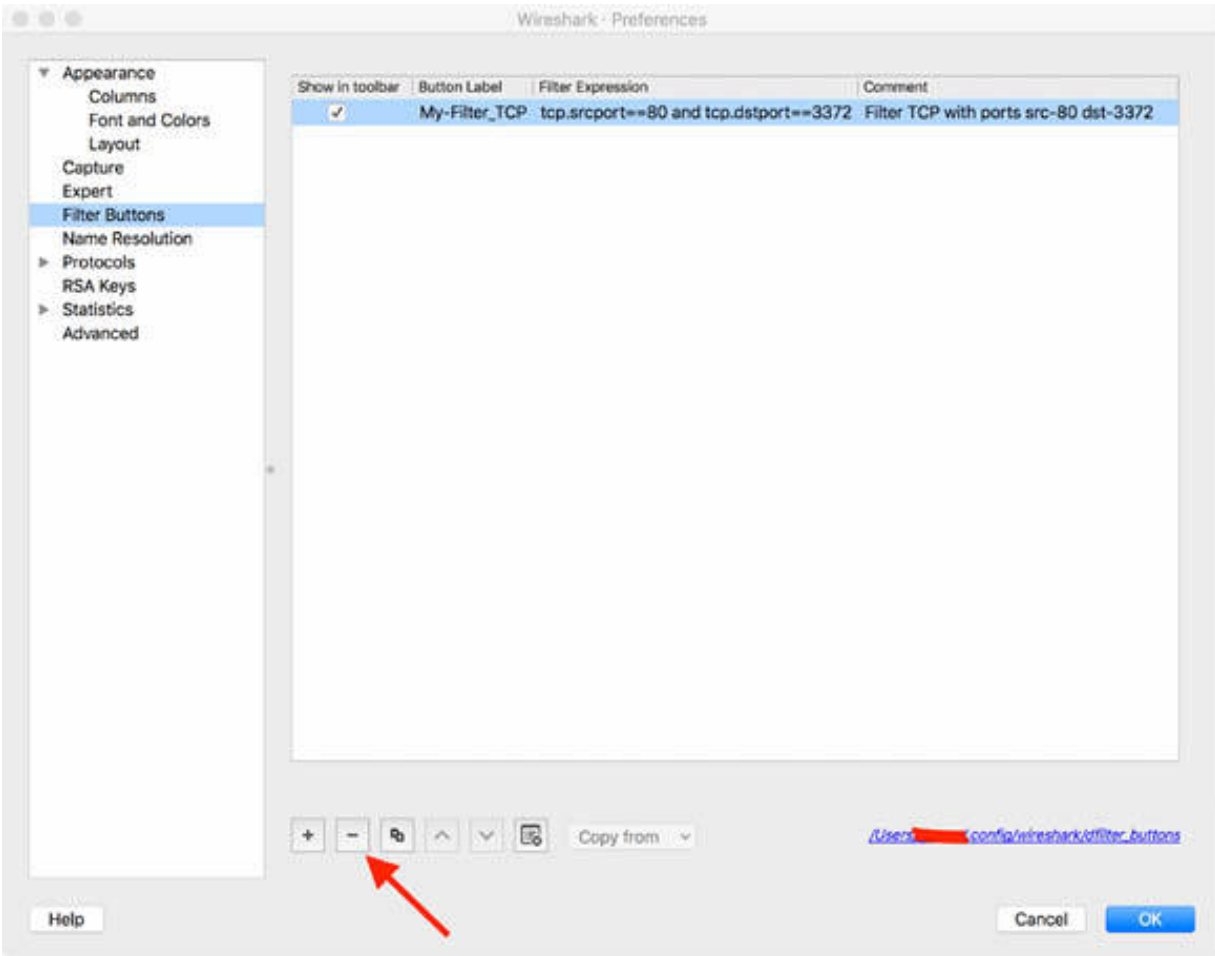 Wireshark · Preferences
Appearance
Columns
Font and Colors
Layout
Capture
Expert
Filter Buttons
Name Resolution
Protocols
RSA Keys
Statistics
Advanced
Show in toolbar Button Label Filter Expression Comment
My-Filter_TCP tcp.srcport==80 and tcp.dstport==3372 Filter TCP with ports src-80 dst-3372
+ −
Copy from
/Users/ /.config/wireshark/dfilter_buttons
Help
Cancel
OK